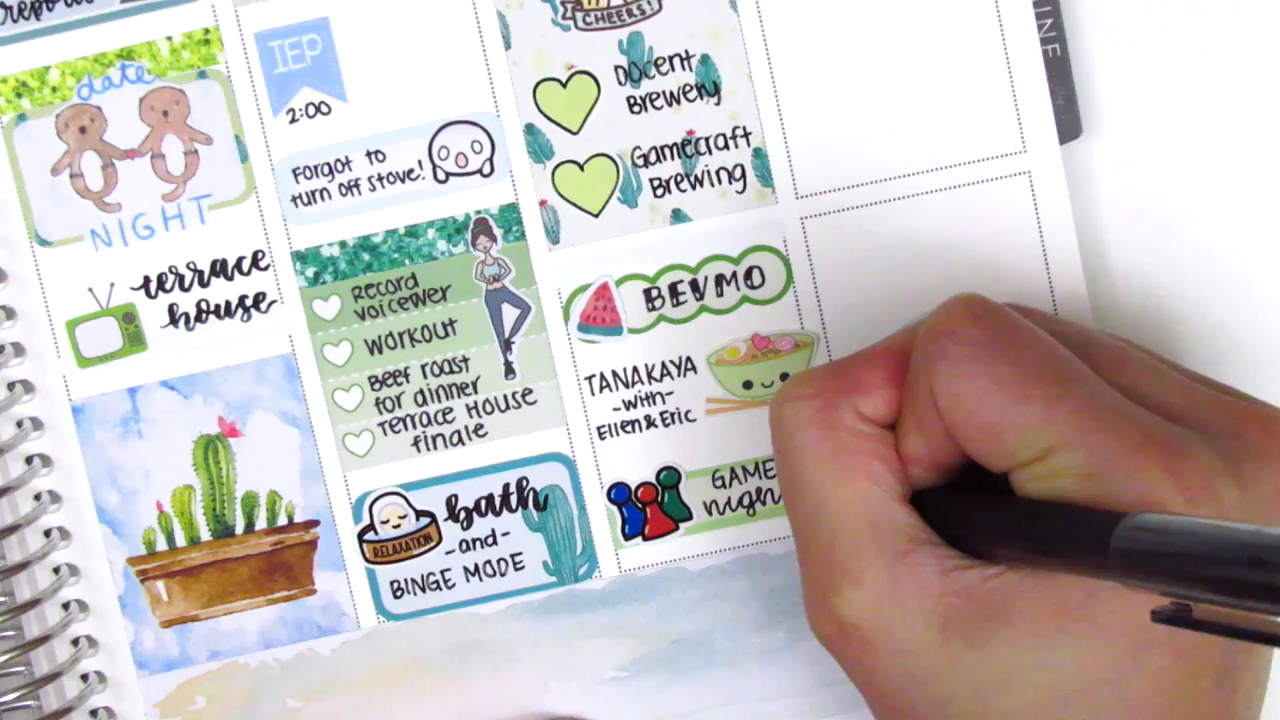 date
NIGHT
terrace
house
IEP
2:00
Forgot to
turn off stove!
Record
voiceover
WORKOUT
Beef roast
for dinner
Terrace House
finale
RELAXATION
bath
-and-
BINGE MODE
CHEERS!
Docent
Brewery
Gamecraft
Brewing
BEVMO
TANAKAYA
-with-
Ellen & Eric
GAME
night
UNE